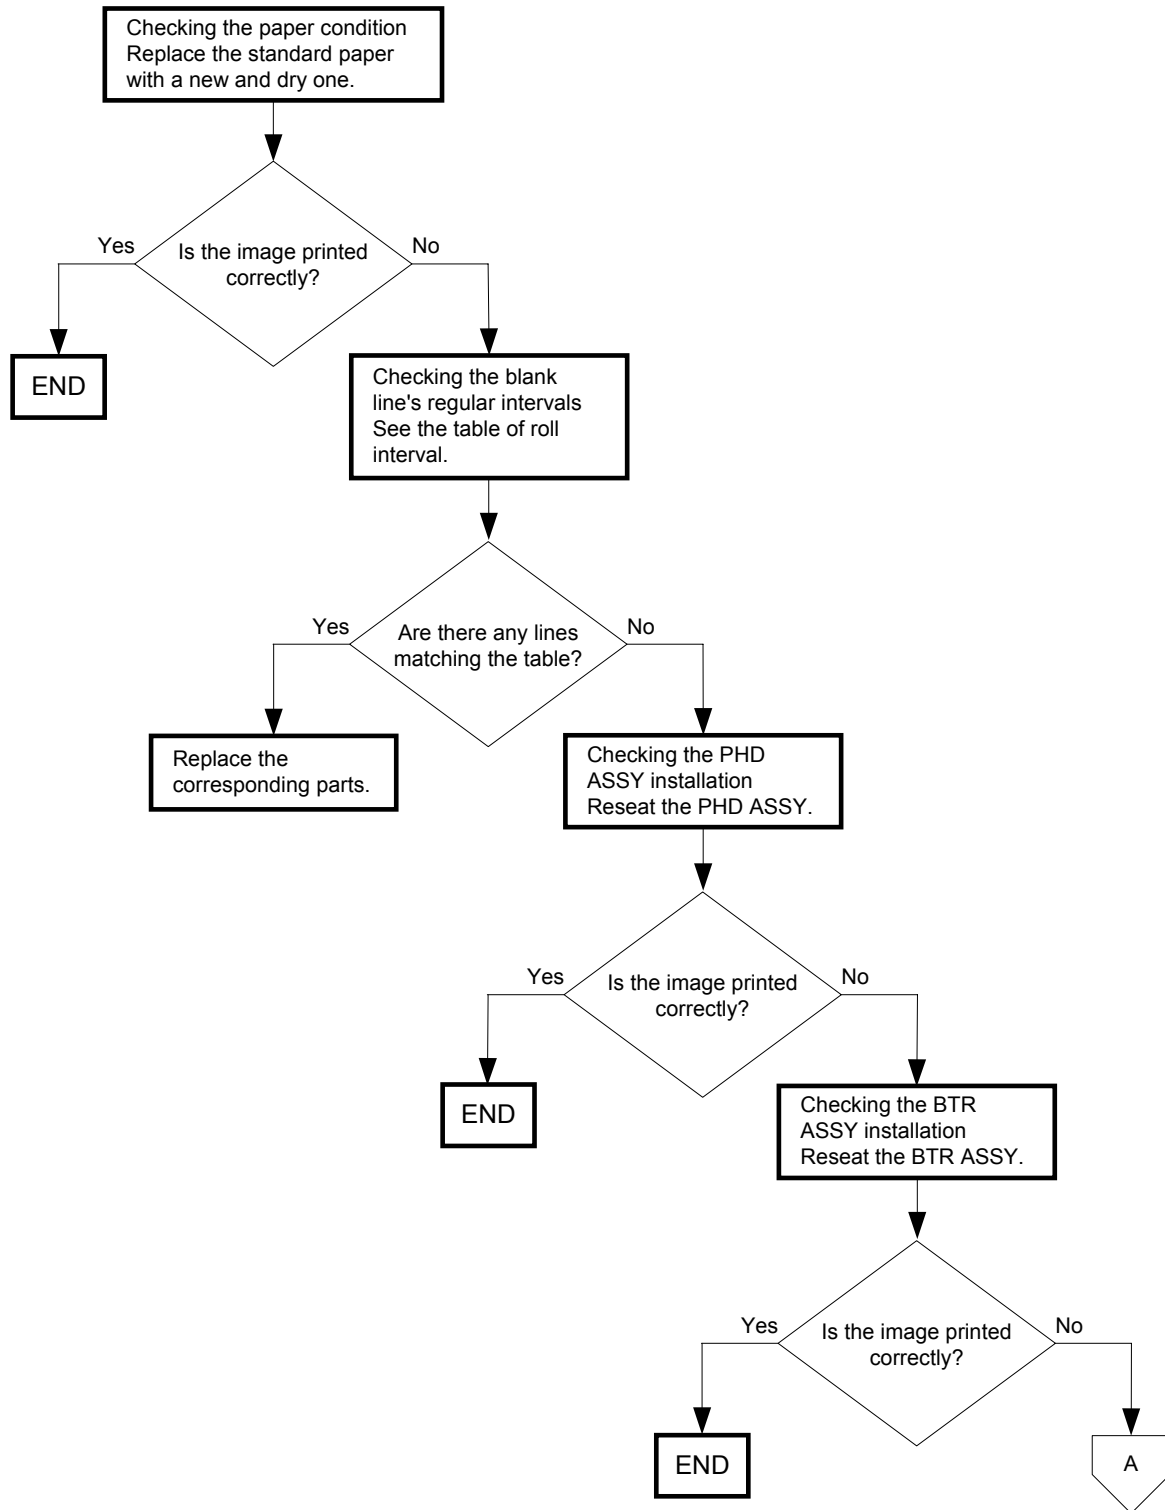 Checking the paper condition
Replace the standard paper
with a new and dry one.
Yes
No
Is the image printed
correctly?
END
Checking the blank
line's regular intervals
See the table of roll
interval.
Yes
No
Are there any lines
matching the table?
Replace the
corresponding parts.
Checking the PHD
ASSY installation
Reseat the PHD ASSY.
Yes
No
Is the image printed
correctly?
END
Checking the BTR
ASSY installation
Reseat the BTR ASSY.
Yes
No
Is the image printed
correctly?
END
A